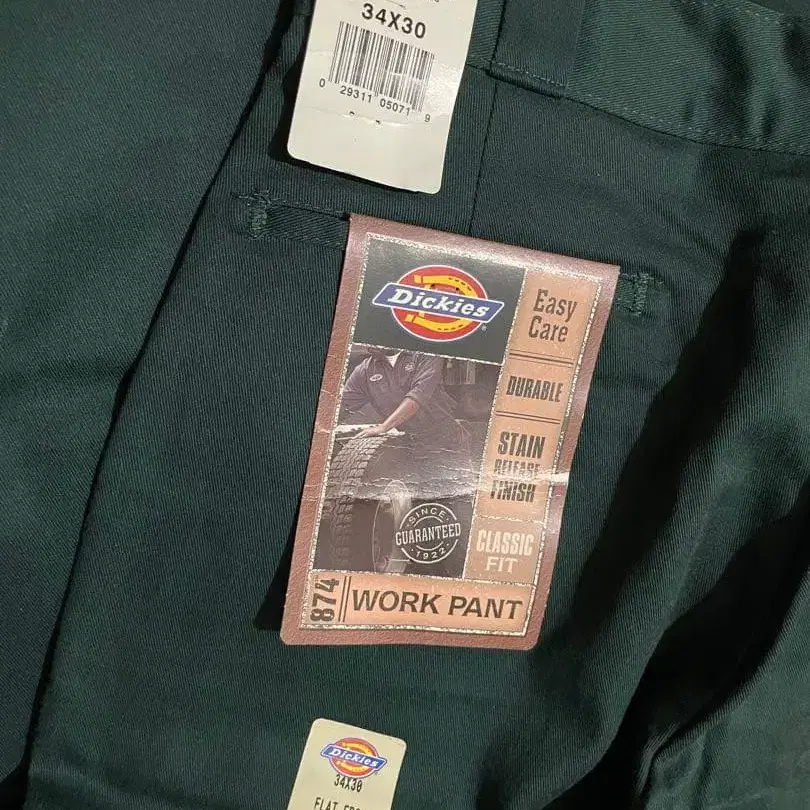 34X30
0 29311 05071 9
Dickies
Easy
Care
DURABLE
STAIN
RELEASE
FINISH
SINCE
GUARANTEED
1922
CLASSIC
FIT
874 WORK PANT
Dickies
34X30